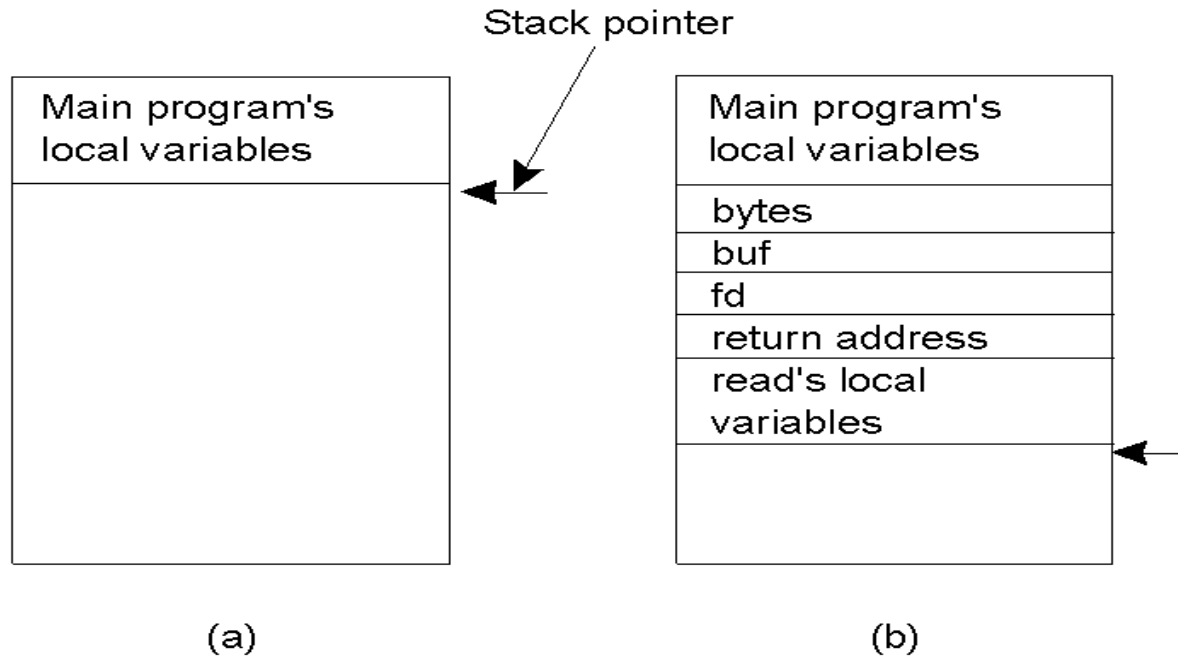 Stack pointer
Main program's
local variables
(a)
Main program's
local variables
bytes
buf
fd
return address
read's local
variables
(b)